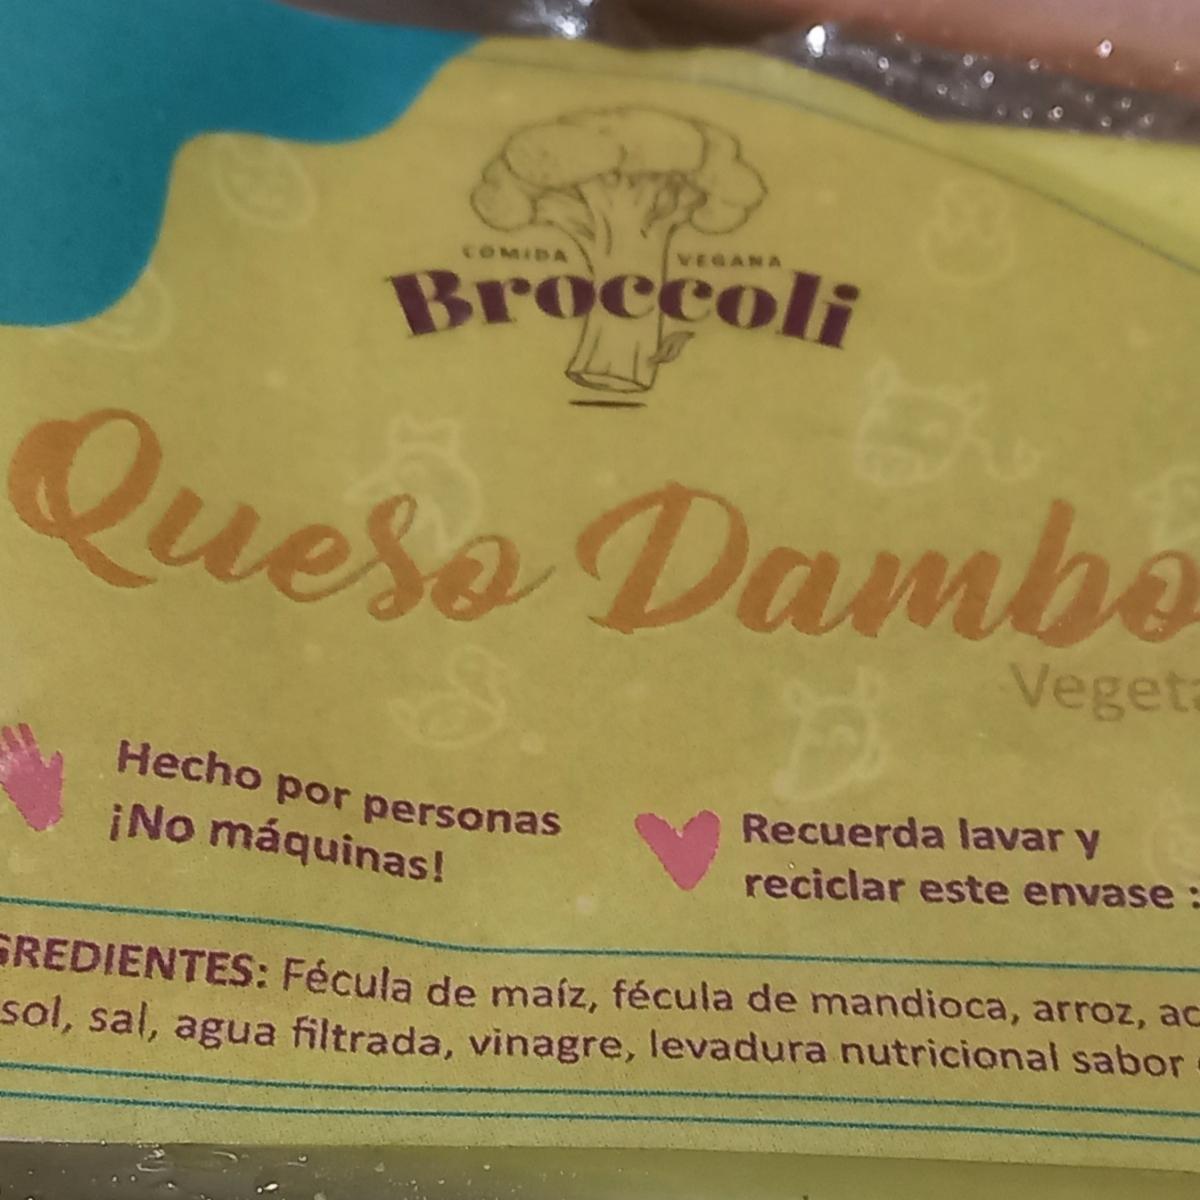 COMIDA VEGANA
Broccoli
Queso Dambo
Hecho por personas
¡No máquinas!
Recuerda lavar y
reciclar este envase :
GREDIENTES: Fécula de maíz, fécula de mandioca, arroz, ac
sol, sal, agua filtrada, vinagre, levadura nutricional sabor